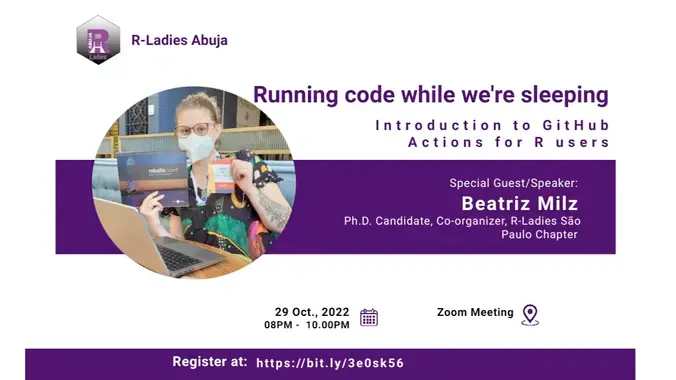 R-Ladies Abuja
Running code while we're sleeping
Introduction to GitHub
Actions for R users
Special Guest/Speaker:
Beatriz Milz
Ph.D. Candidate, Co-organizer, R-Ladies São
Paulo Chapter
rstudio::conf
29 Oct., 2022
08PM - 10.00PM
Zoom Meeting
Register at: https://bit.ly/3e0sk56